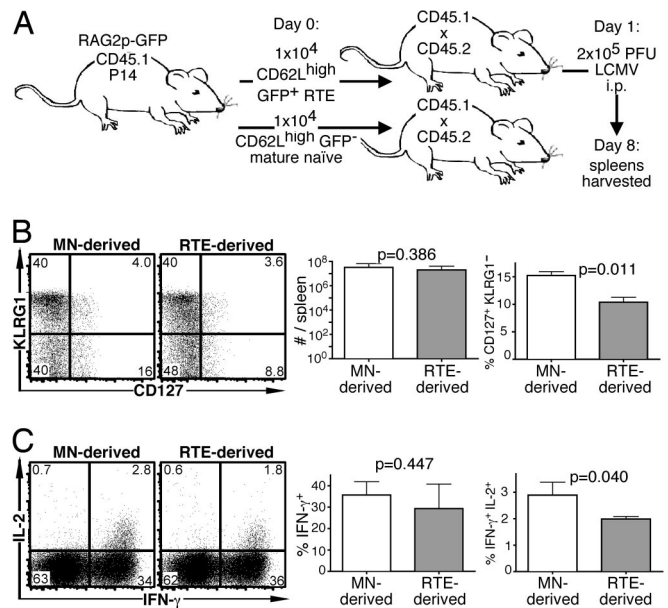 A
RAG2p-GFP
CD45.1
P14
Day 0:
1x10⁴
CD62Lhigh
GFP⁺ RTE
1x10⁴
CD62Lhigh GFP⁻
mature naïve
CD45.1
x
CD45.2
CD45.1
x
CD45.2
Day 1:
2x10⁵ PFU
LCMV
i.p.
Day 8:
spleens
harvested
B
MN-derived
RTE-derived
40
4.0
40
16
40
3.6
48
8.8
KLRG1
CD127
# / spleen
10⁸
10⁶
10⁴
10²
10⁰
p=0.386
MN-
derived
RTE-
derived
% CD127⁺ KLRG1⁻
15
10
5
0
p=0.011
MN-
derived
RTE-
derived
C
MN-derived
RTE-derived
0.7
2.8
63
34
0.6
1.8
62
36
IL-2
IFN-γ
% IFN-γ⁺
40
30
20
10
0
p=0.447
MN-
derived
RTE-
derived
% IFN-γ⁺ IL-2⁺
3
2
1
0
p=0.040
MN-
derived
RTE-
derived